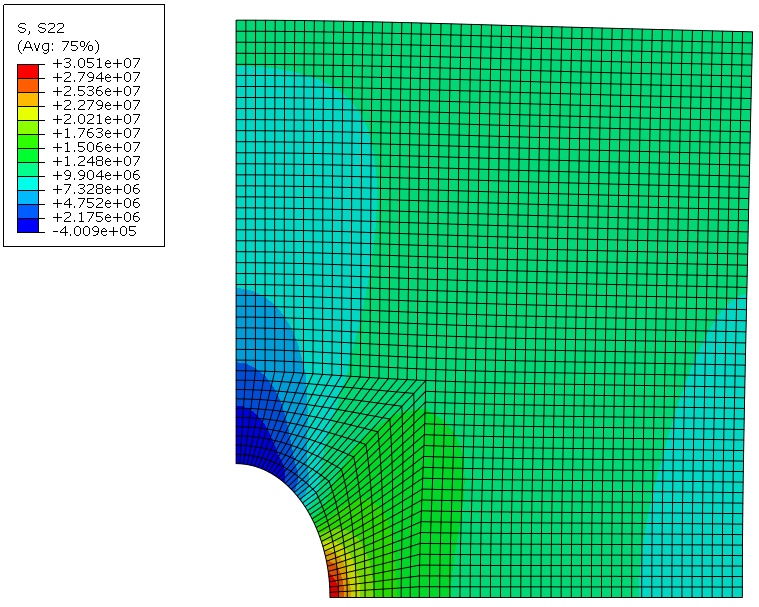 S, S22
(Avg: 75%)
+3.051e+07
+2.794e+07
+2.536e+07
+2.279e+07
+2.021e+07
+1.763e+07
+1.506e+07
+1.248e+07
+9.904e+06
+7.328e+06
+4.752e+06
+2.175e+06
-4.009e+05